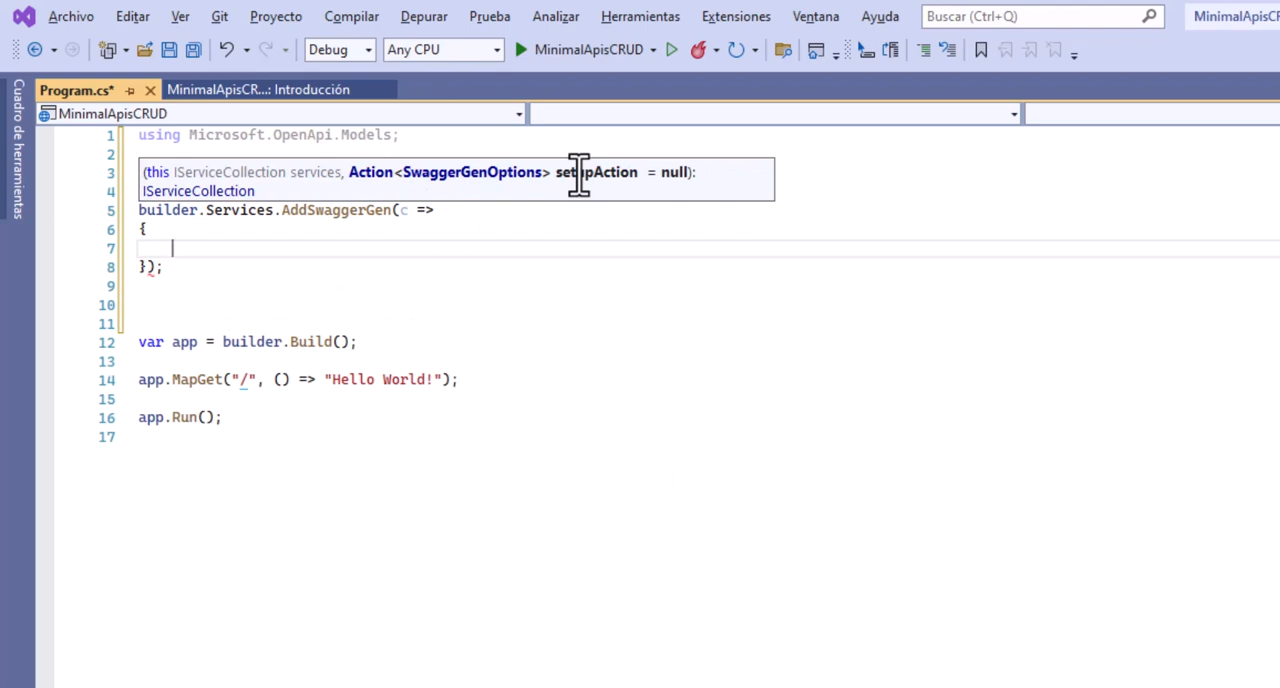 Archivo Editar Ver Git Proyecto Compilar Depurar Prueba Analizar Herramientas Extensiones Ventana Ayuda Buscar (Ctrl+Q) MinimalApisCR
Debug Any CPU MinimalApisCRUD
Cuadro de herramientas
Program.cs* MinimalApisCR...: Introducción
MinimalApisCRUD
1 using Microsoft.OpenApi.Models;
2
3 (this IServiceCollection services, Action<SwaggerGenOptions> setupAction = null):
4 IServiceCollection
5 builder.Services.AddSwaggerGen(c =>
6 {
7
8 });
9
10
11
12 var app = builder.Build();
13
14 app.MapGet("/", () => "Hello World!");
15
16 app.Run();
17